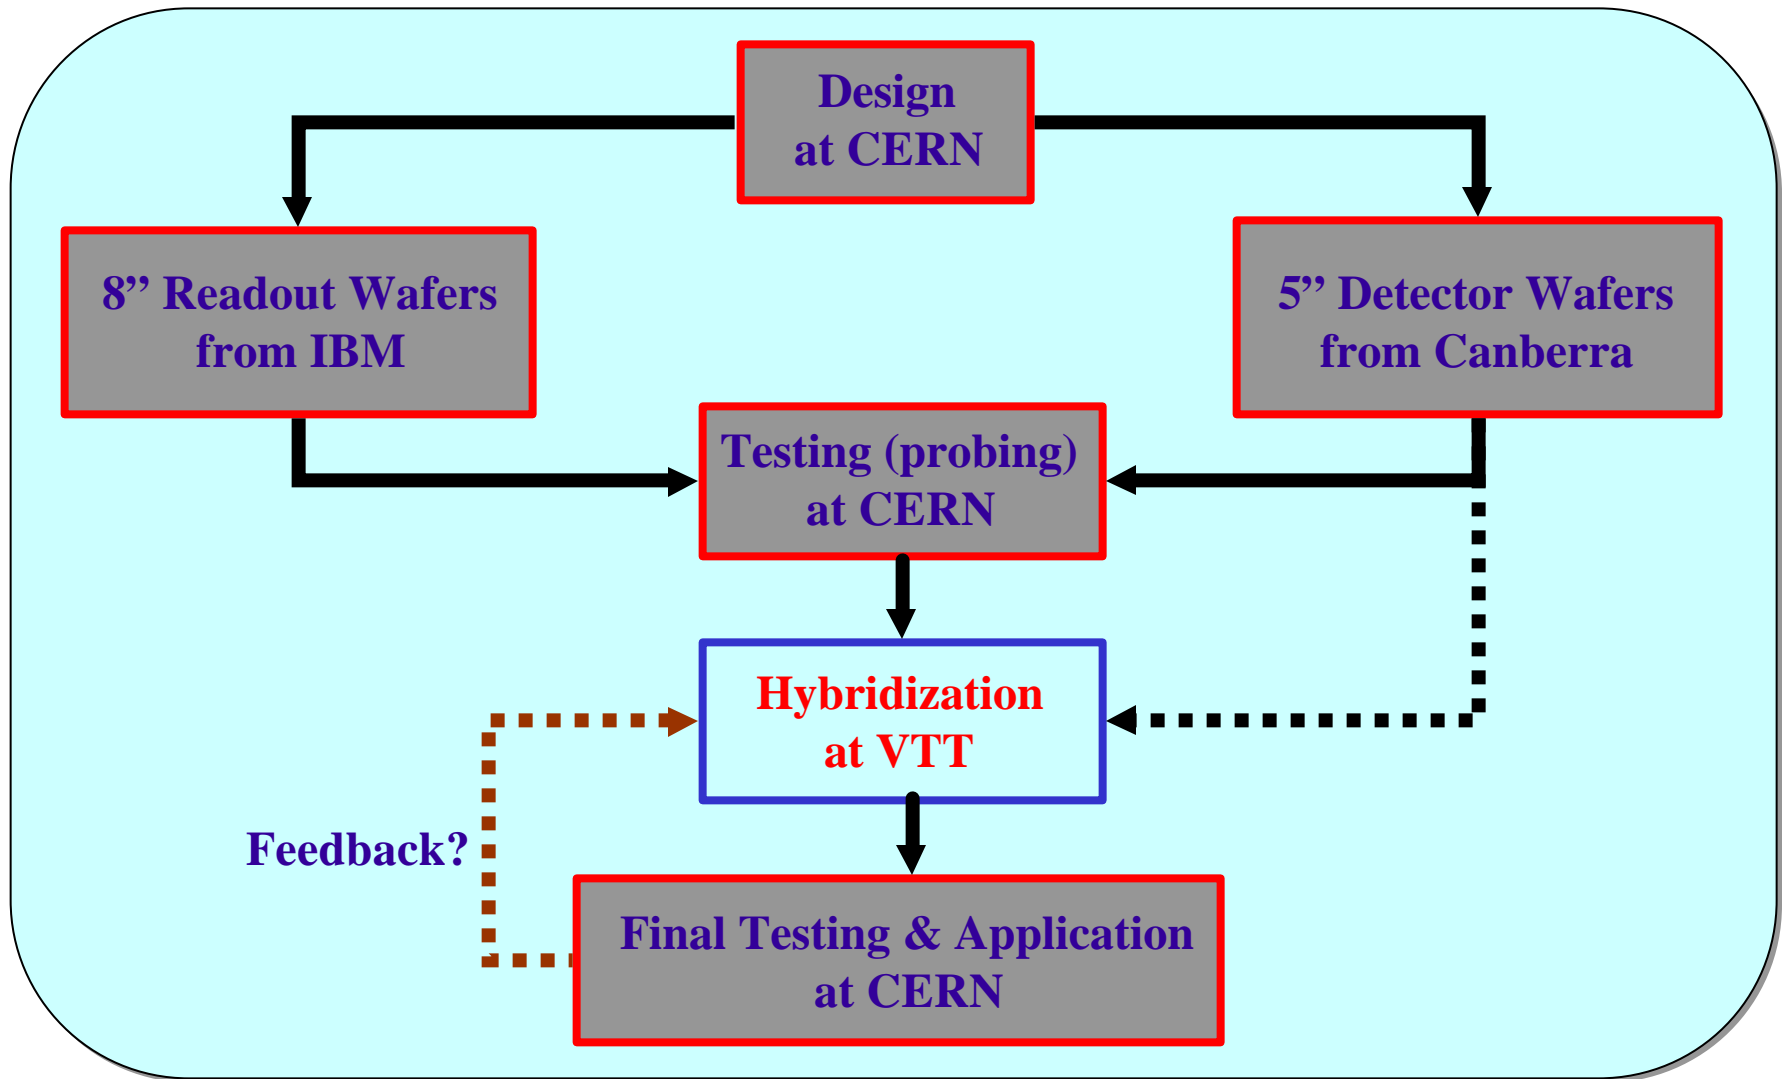 Design
at CERN
8” Readout Wafers
from IBM
5” Detector Wafers
from Canberra
Testing (probing)
at CERN
Hybridization
at VTT
Feedback?
Final Testing & Application
at CERN